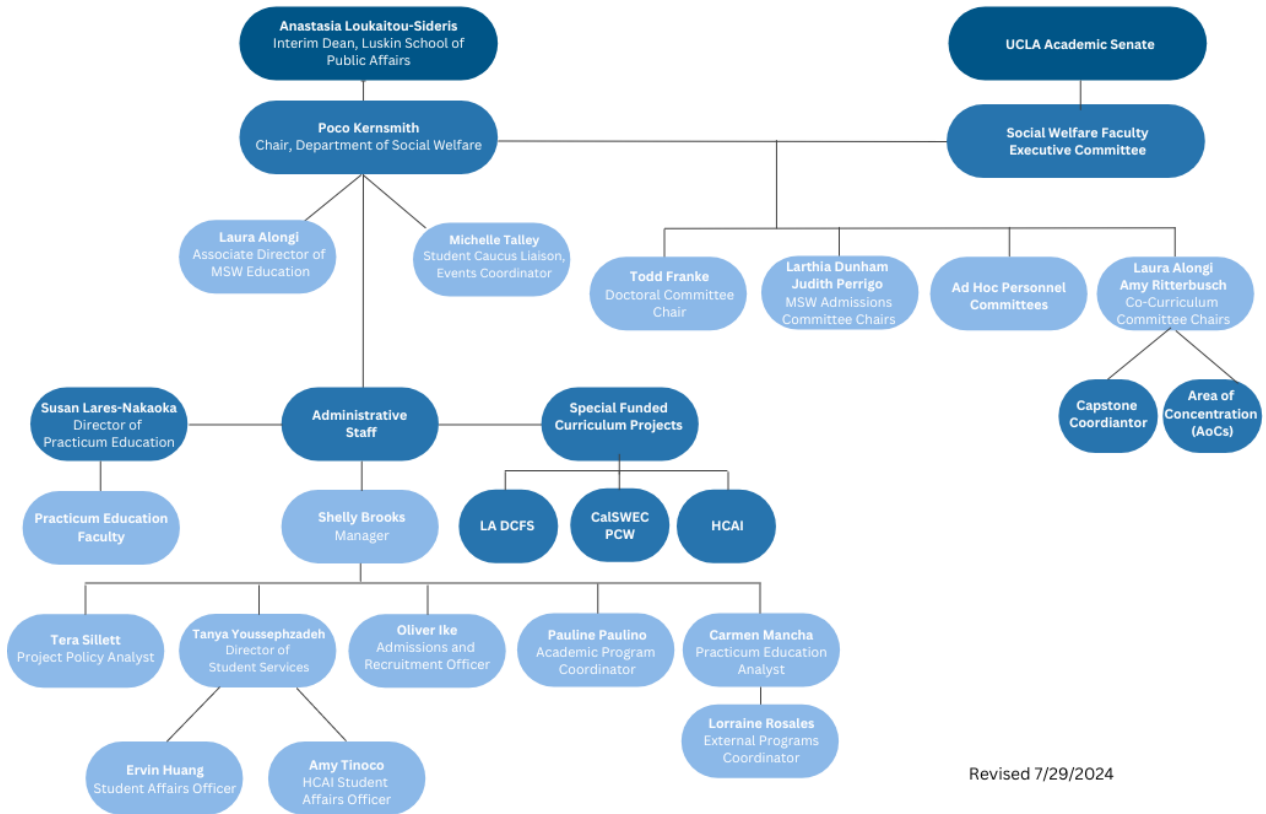 Anastasia Loukaitou-Sideris
Interim Dean, Luskin School of
Public Affairs
UCLA Academic Senate
Poco Kernsmith
Chair, Department of Social Welfare
Social Welfare Faculty
Executive Committee
Laura Alongi
Associate Director of
MSW Education
Michelle Talley
Student Caucus Liaison,
Events Coordinator
Todd Franke
Doctoral Committee
Chair
Larthia Dunham
Judith Perrigo
MSW Admissions
Committee Chairs
Ad Hoc Personnel
Committees
Laura Alongi
Amy Ritterbusch
Co-Curriculum
Committee Chairs
Capstone
Coordiantor
Area of
Concentration
(AoCs)
Susan Lares-Nakaoka
Director of
Practicum Education
Administrative
Staff
Special Funded
Curriculum Projects
Practicum Education
Faculty
Shelly Brooks
Manager
LA DCFS
CalSWEC
PCW
HCAI
Tera Sillett
Project Policy Analyst
Tanya Youssephzadeh
Director of
Student Services
Oliver Ike
Admissions and
Recruitment Officer
Pauline Paulino
Academic Program
Coordinator
Carmen Mancha
Practicum Education
Analyst
Lorraine Rosales
External Programs
Coordinator
Ervin Huang
Student Affairs Officer
Amy Tinoco
HCAI Student
Affairs Officer
Revised 7/29/2024